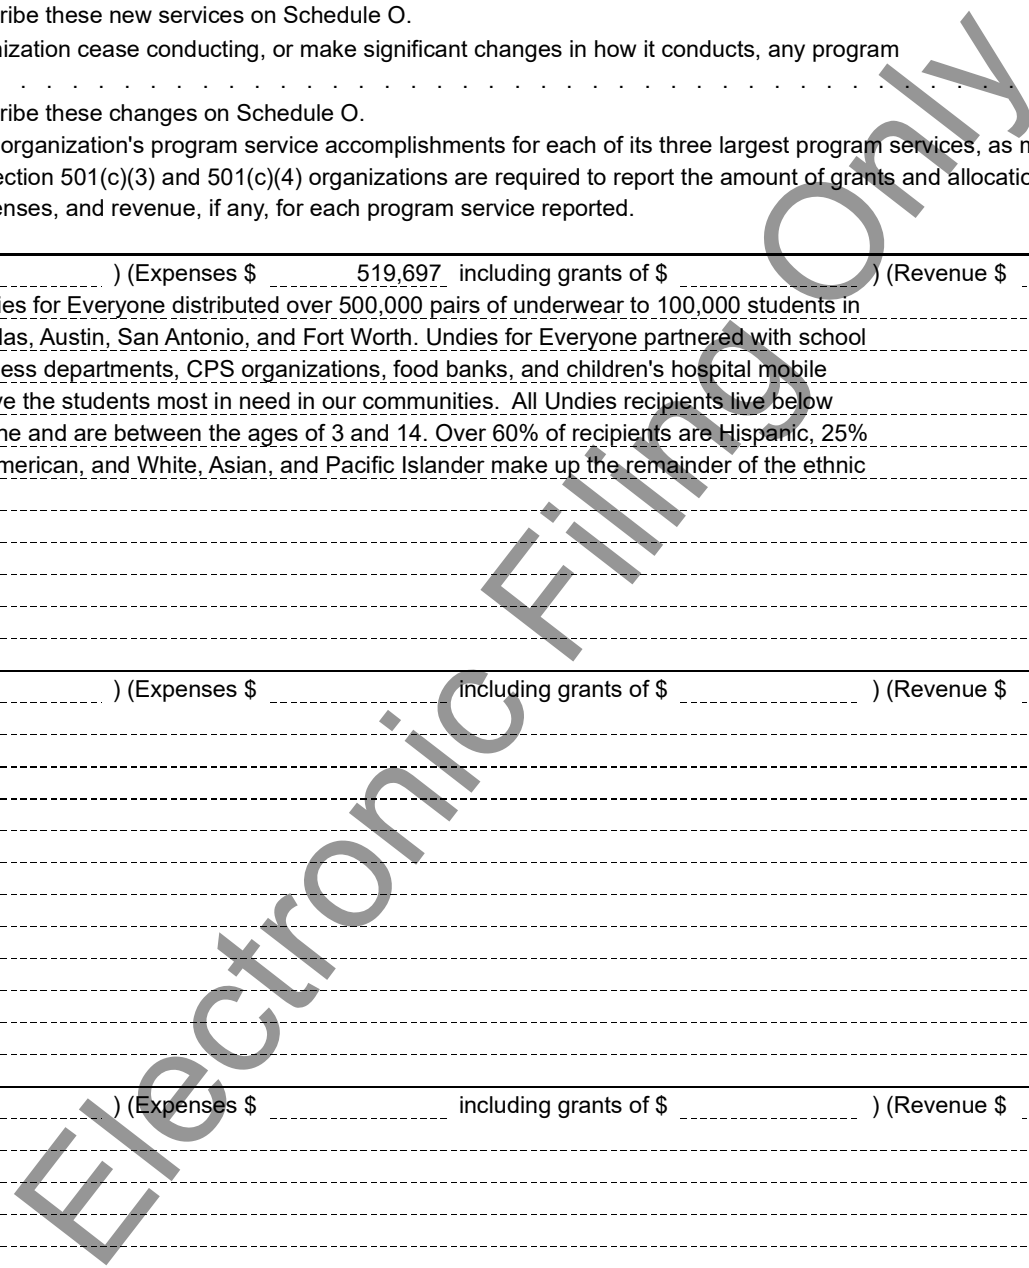 ribe these new services on Schedule O.
nization cease conducting, or make significant changes in how it conducts, any program
. . . . . . . . . . . . . . . . . . . . . . . . . . . . . . . . . . . . . . .
ribe these changes on Schedule O.
organization's program service accomplishments for each of its three largest program services, as m
ection 501(c)(3) and 501(c)(4) organizations are required to report the amount of grants and allocatio
enses, and revenue, if any, for each program service reported.
) (Expenses $ 519,697 including grants of $ ) (Revenue $
ies for Everyone distributed over 500,000 pairs of underwear to 100,000 students in
las, Austin, San Antonio, and Fort Worth. Undies for Everyone partnered with school
ess departments, CPS organizations, food banks, and children's hospital mobile
ve the students most in need in our communities.  All Undies recipients live below
ne and are between the ages of 3 and 14. Over 60% of recipients are Hispanic, 25%
merican, and White, Asian, and Pacific Islander make up the remainder of the ethnic
) (Expenses $ including grants of $ ) (Revenue $
) (Expenses $ including grants of $ ) (Revenue $
Electronic Filing Only